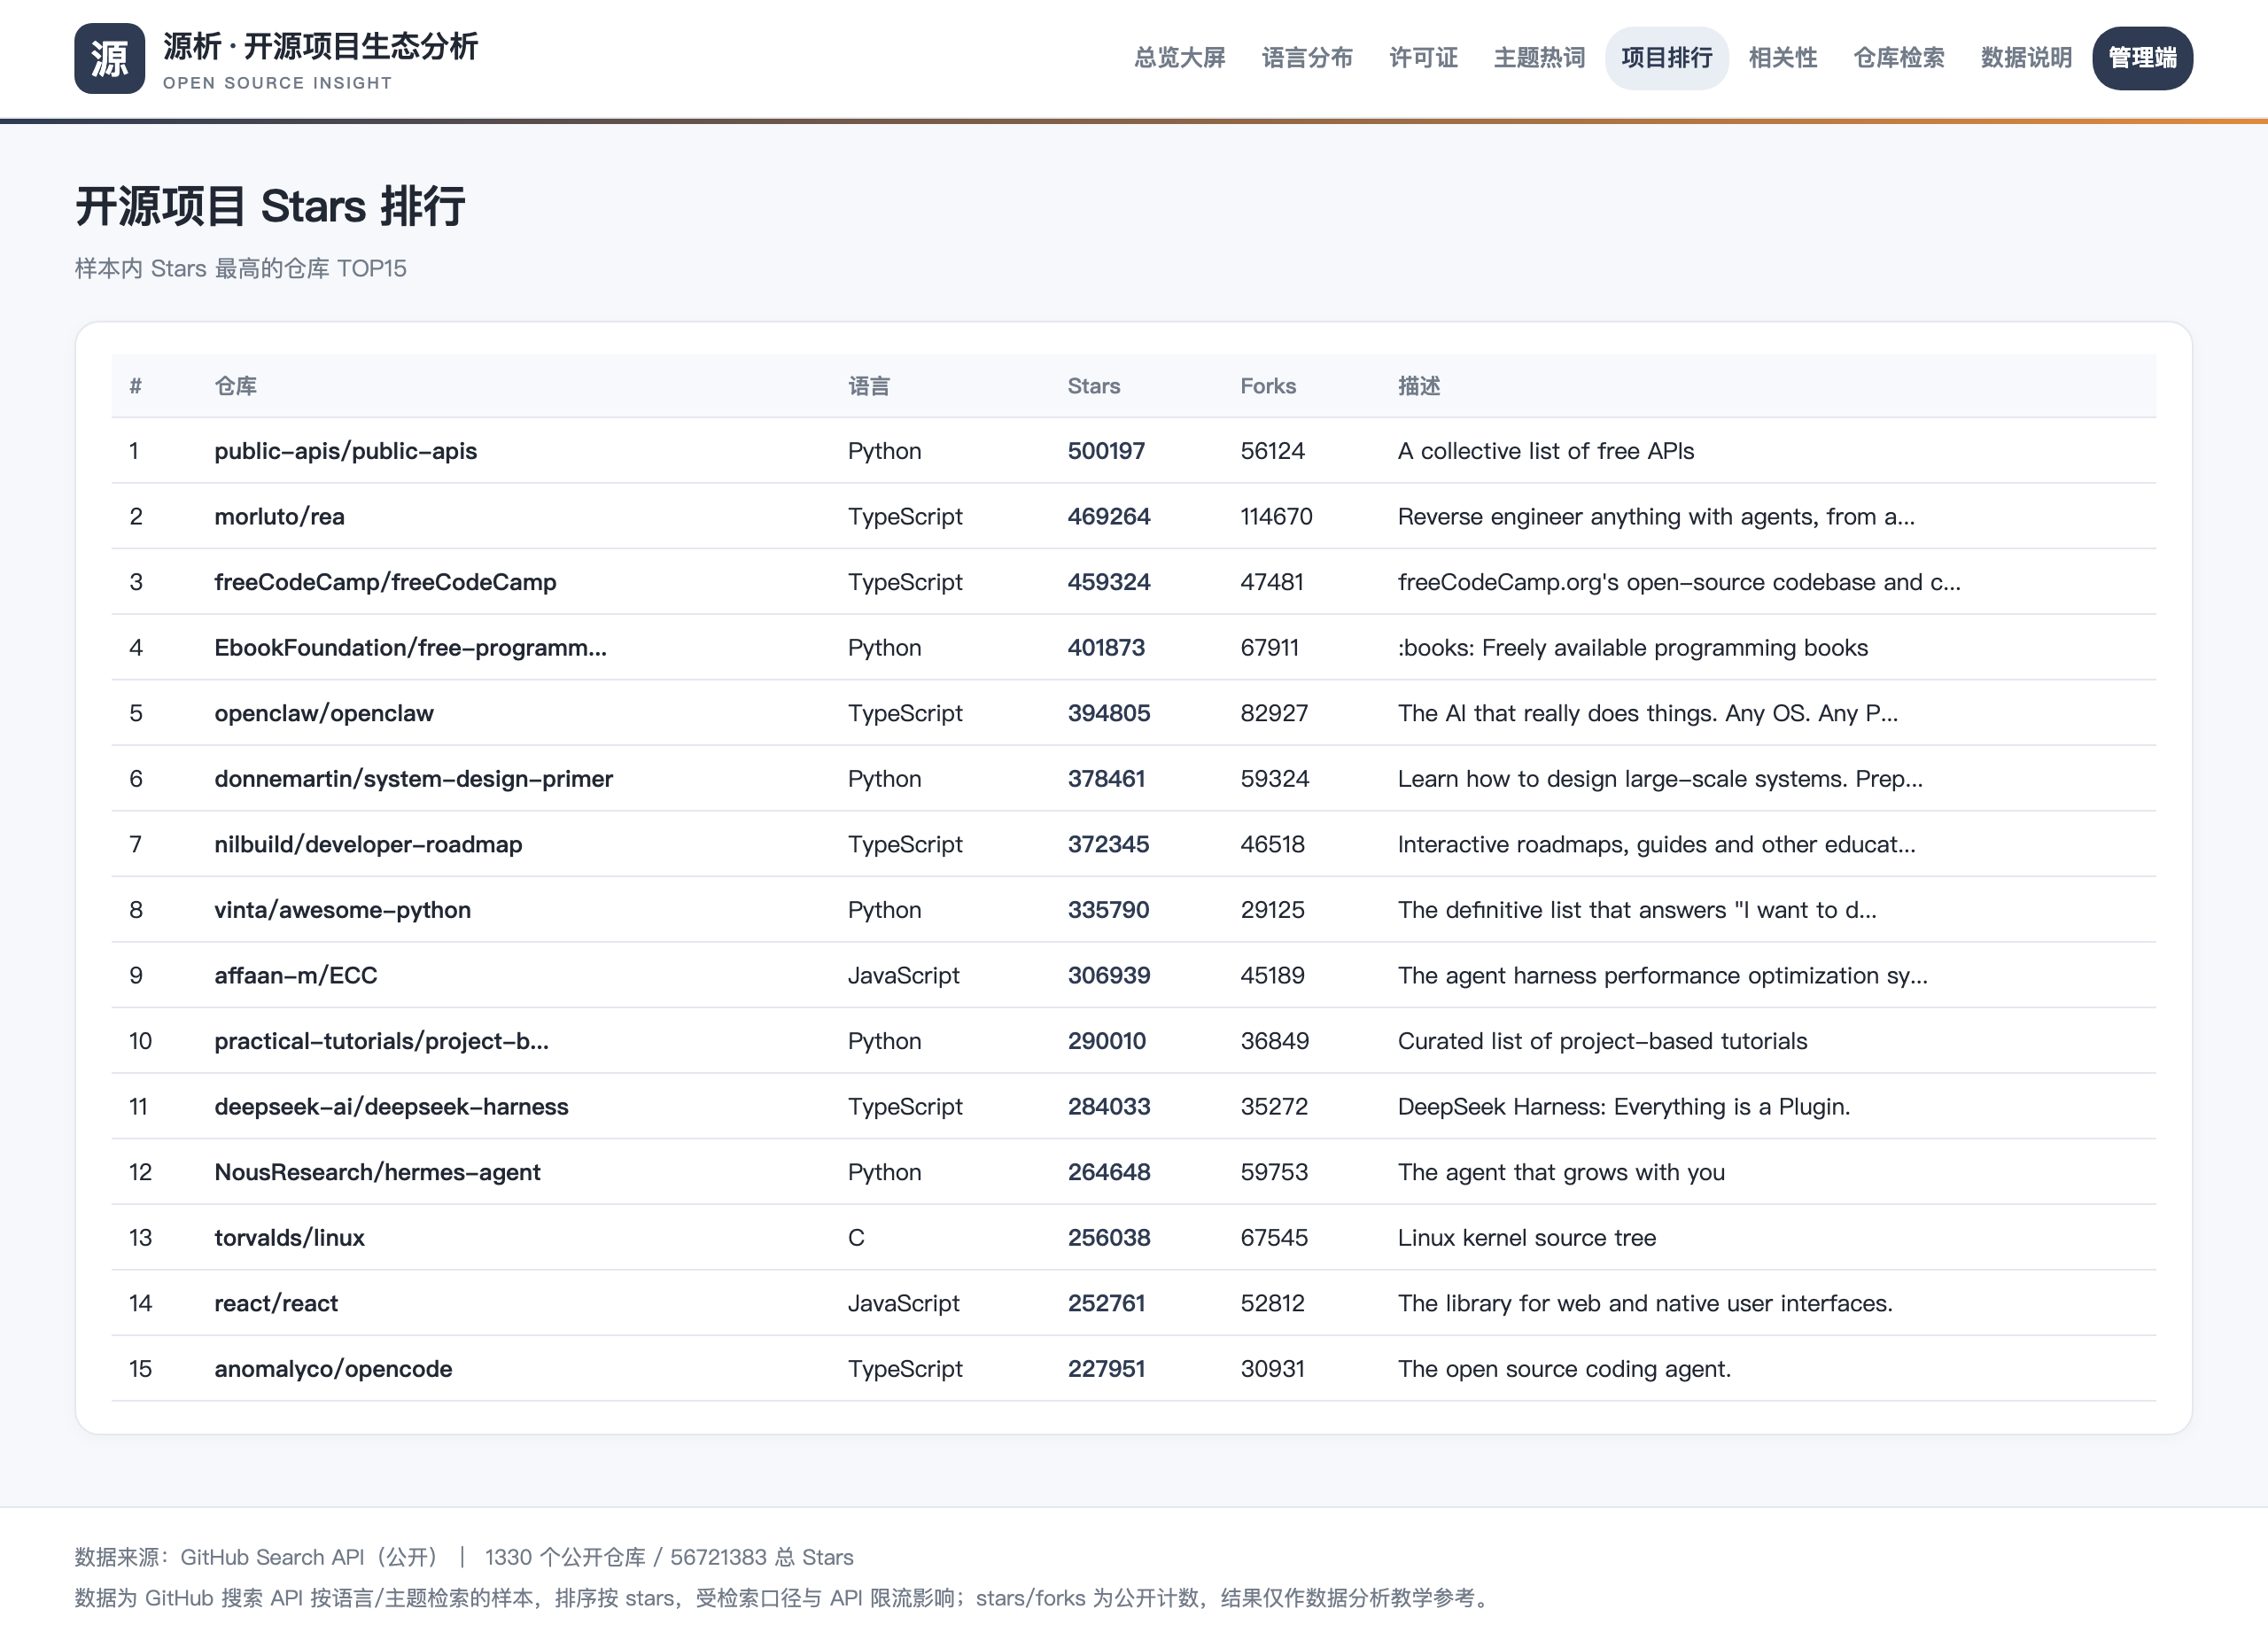 源
源析 · 开源项目生态分析
OPEN SOURCE INSIGHT
总览大屏 语言分布 许可证 主题热词 项目排行 相关性 仓库检索 数据说明 管理端
开源项目 Stars 排行
样本内 Stars 最高的仓库 TOP15
# 仓库 语言 Stars Forks 描述
1 public-apis/public-apis Python 500197 56124 A collective list of free APIs
2 morluto/rea TypeScript 469264 114670 Reverse engineer anything with agents, from a...
3 freeCodeCamp/freeCodeCamp TypeScript 459324 47481 freeCodeCamp.org's open-source codebase and c...
4 EbookFoundation/free-programm... Python 401873 67911 :books: Freely available programming books
5 openclaw/openclaw TypeScript 394805 82927 The AI that really does things. Any OS. Any P...
6 donnemartin/system-design-primer Python 378461 59324 Learn how to design large-scale systems. Prep...
7 nilbuild/developer-roadmap TypeScript 372345 46518 Interactive roadmaps, guides and other educat...
8 vinta/awesome-python Python 335790 29125 The definitive list that answers "I want to d...
9 affaan-m/ECC JavaScript 306939 45189 The agent harness performance optimization sy...
10 practical-tutorials/project-b... Python 290010 36849 Curated list of project-based tutorials
11 deepseek-ai/deepseek-harness TypeScript 284033 35272 DeepSeek Harness: Everything is a Plugin.
12 NousResearch/hermes-agent Python 264648 59753 The agent that grows with you
13 torvalds/linux C 256038 67545 Linux kernel source tree
14 react/react JavaScript 252761 52812 The library for web and native user interfaces.
15 anomalyco/opencode TypeScript 227951 30931 The open source coding agent.
数据来源：GitHub Search API（公开） | 1330 个公开仓库 / 56721383 总 Stars
数据为 GitHub 搜索 API 按语言/主题检索的样本，排序按 stars，受检索口径与 API 限流影响；stars/forks 为公开计数，结果仅作数据分析教学参考。